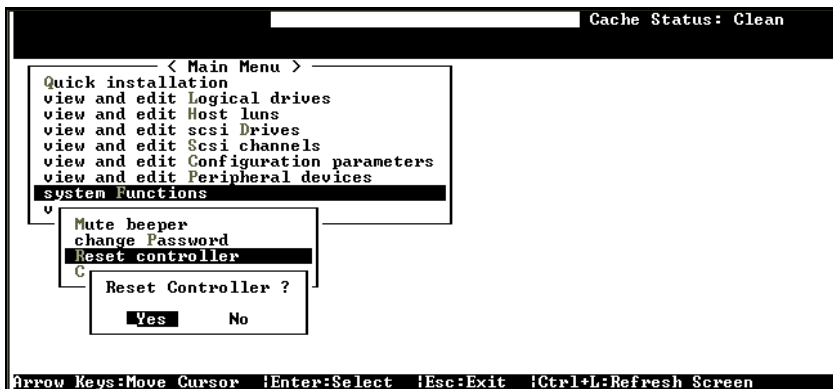 Cache Status: Clean
< Main Menu >
Quick installation
view and edit Logical drives
view and edit Host luns
view and edit scsi Drives
view and edit Scsi channels
view and edit Configuration parameters
view and edit Peripheral devices
system Functions
v
Mute beeper
change Password
Reset controller
C
Reset Controller ?
Yes No
Arrow Keys:Move Cursor |Enter:Select |Esc:Exit |Ctrl+L:Refresh Screen